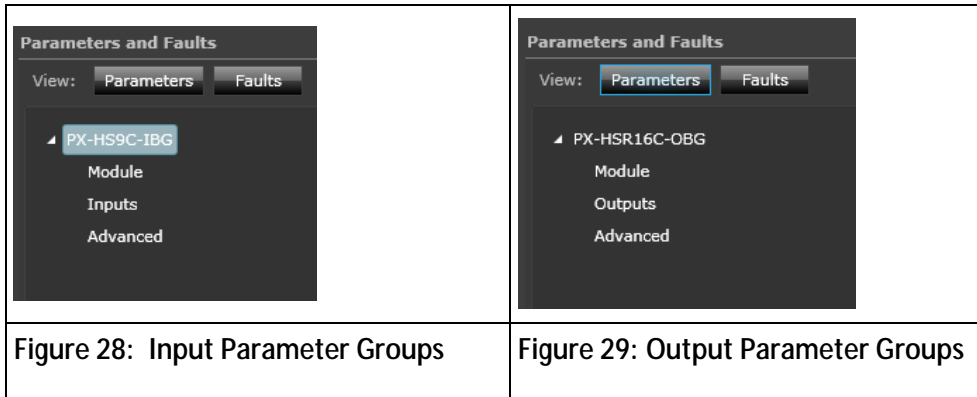 Parameters and Faults
View: Parameters Faults
PX-HS9C-IBG
Module
Inputs
Advanced
Figure 28: Input Parameter Groups
Parameters and Faults
View: Parameters Faults
PX-HSR16C-OBG
Module
Outputs
Advanced
Figure 29: Output Parameter Groups